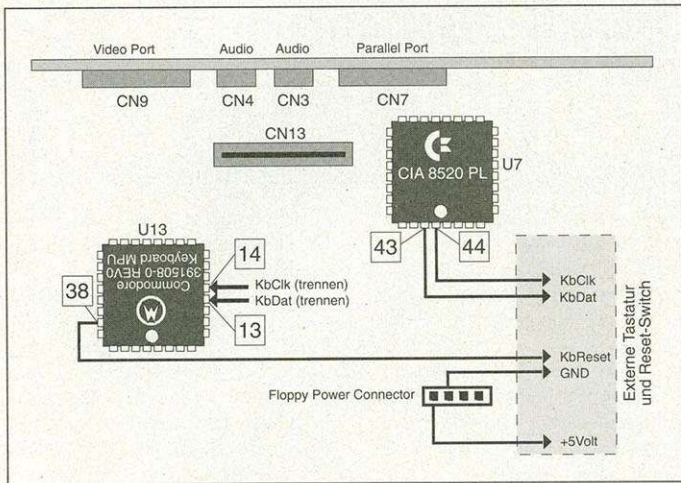 Video Port
Audio
Audio
Parallel Port
CN9
CN4
CN3
CN7
CN13
CIA 8520 PL
U7
U13
Commodore
391508-0 REV0
Keyboard MPU
14
38
KbClk (trennen)
KbDat (trennen)
13
43
44
KbClk
KbDat
KbReset
GND
Floppy Power Connector
+5Volt
Externe Tastatur
und Reset-Switch